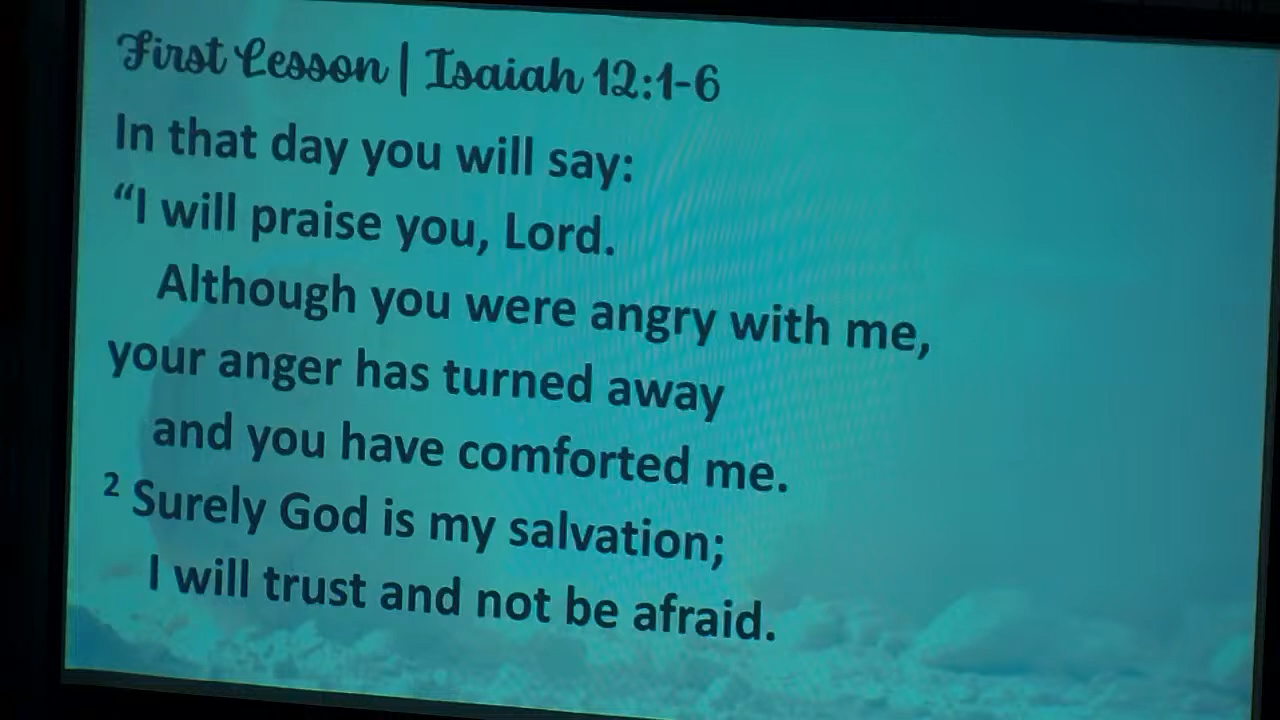 First Lesson | Isaiah 12:1-6
In that day you will say:
“I will praise you, Lord.
Although you were angry with me,
your anger has turned away
and you have comforted me.
2 Surely God is my salvation;
I will trust and not be afraid.